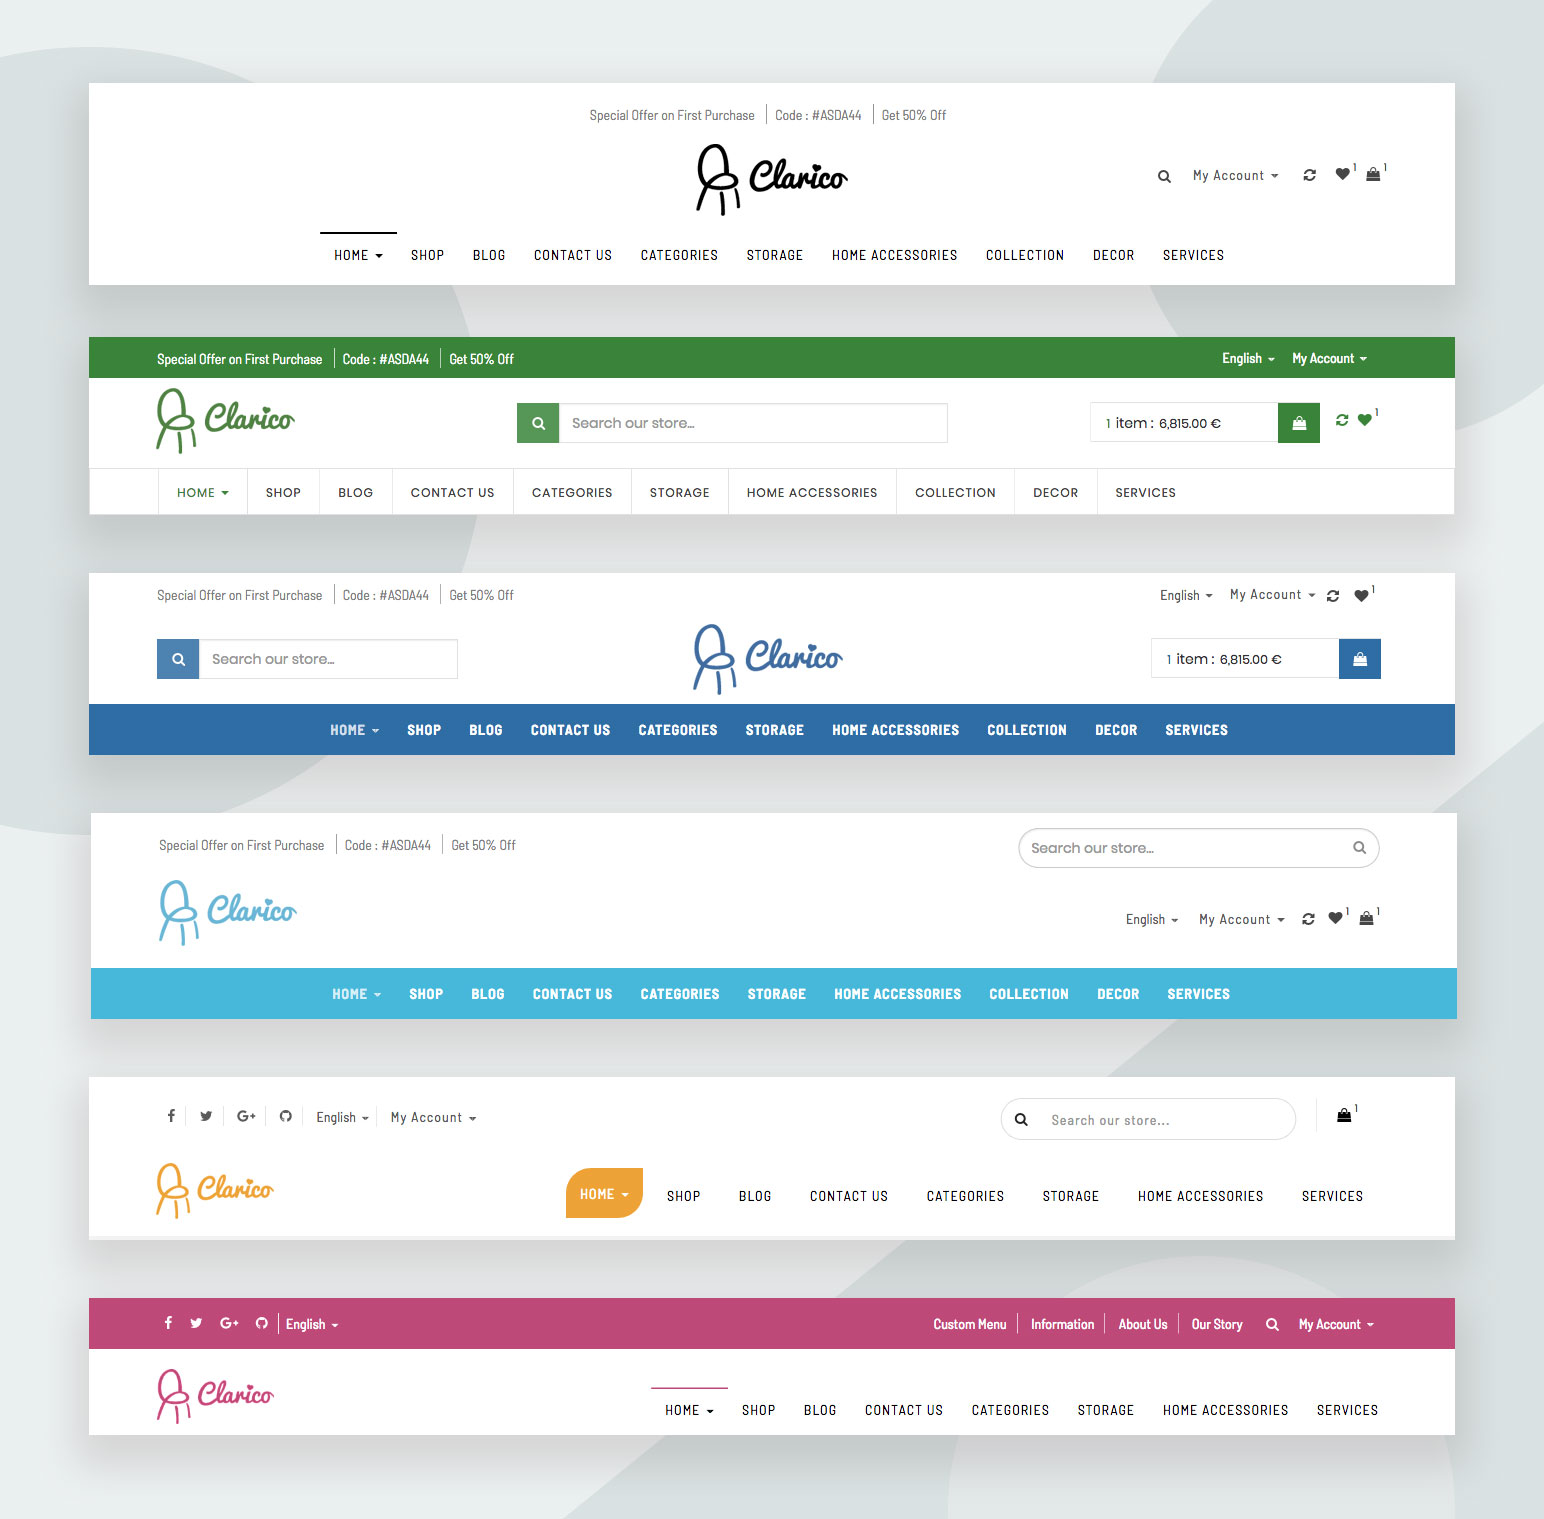 Special Offer on First Purchase Code : #ASDA44 Get 50% Off
Clarico
My Account 1 1
HOME SHOP BLOG CONTACT US CATEGORIES STORAGE HOME ACCESSORIES COLLECTION DECOR SERVICES
Special Offer on First Purchase Code : #ASDA44 Get 50% Off English My Account
Clarico Search our store... 1 item : 6,815.00 € 1
HOME SHOP BLOG CONTACT US CATEGORIES STORAGE HOME ACCESSORIES COLLECTION DECOR SERVICES
Special Offer on First Purchase Code : #ASDA44 Get 50% Off English My Account 1
Search our store... Clarico 1 item : 6,815.00 €
HOME SHOP BLOG CONTACT US CATEGORIES STORAGE HOME ACCESSORIES COLLECTION DECOR SERVICES
Special Offer on First Purchase Code : #ASDA44 Get 50% Off Search our store...
Clarico English My Account 1 1
HOME SHOP BLOG CONTACT US CATEGORIES STORAGE HOME ACCESSORIES COLLECTION DECOR SERVICES
G+ English My Account Search our store... 1
Clarico HOME SHOP BLOG CONTACT US CATEGORIES STORAGE HOME ACCESSORIES SERVICES
G+ English Custom Menu Information About Us Our Story My Account
Clarico HOME SHOP BLOG CONTACT US CATEGORIES STORAGE HOME ACCESSORIES SERVICES